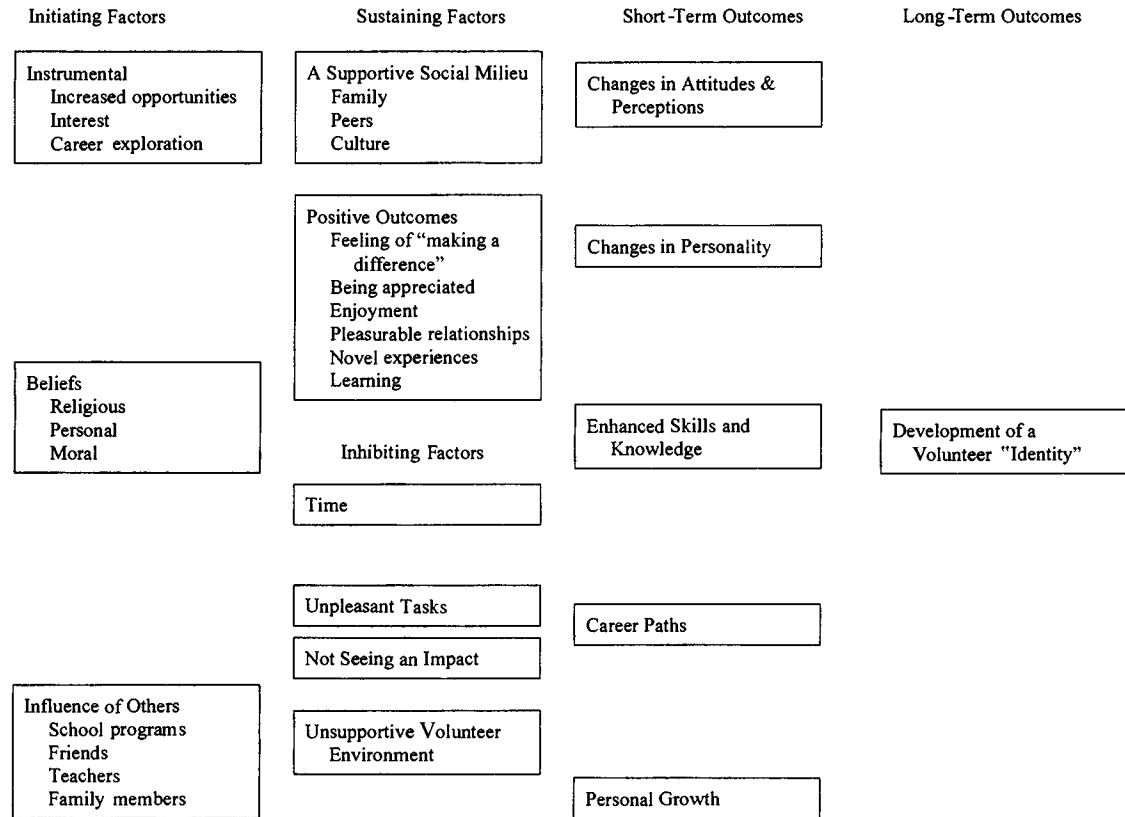 Initiating Factors
Instrumental
Increased opportunities
Interest
Career exploration
Beliefs
Religious
Personal
Moral
Influence of Others
School programs
Friends
Teachers
Family members
Sustaining Factors
A Supportive Social Milieu
Family
Peers
Culture
Positive Outcomes
Feeling of “making a
difference”
Being appreciated
Enjoyment
Pleasurable relationships
Novel experiences
Learning
Inhibiting Factors
Time
Unpleasant Tasks
Not Seeing an Impact
Unsupportive Volunteer
Environment
Short-Term Outcomes
Changes in Attitudes &
Perceptions
Changes in Personality
Enhanced Skills and
Knowledge
Career Paths
Personal Growth
Long-Term Outcomes
Development of a
Volunteer "Identity"